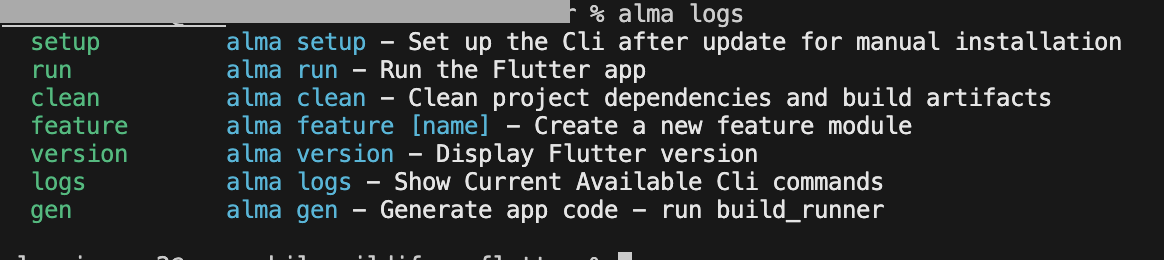 % alma logs
setup alma setup – Set up the Cli after update for manual installation
run alma run – Run the Flutter app
clean alma clean – Clean project dependencies and build artifacts
feature alma feature [name] – Create a new feature module
version alma version – Display Flutter version
logs alma logs – Show Current Available Cli commands
gen alma gen – Generate app code – run build_runner
%